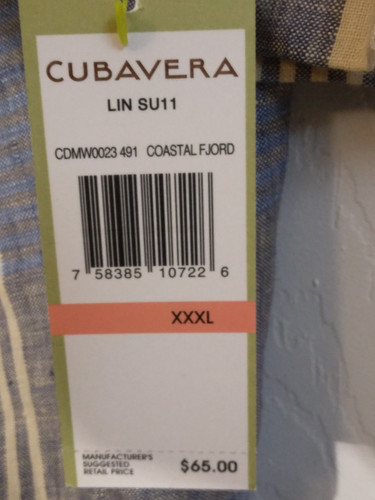 CUBAVERA
LIN SU11
CDMW0023 491 COASTAL FJORD
7 58385 10722 6
XXXL
MANUFACTURER'S
SUGGESTED
RETAIL PRICE
$65.00